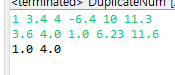 <terminated> DuplicateNum [J
1 3.4 4 -6.4 10 11.3
3.6 4.0 1.0 6.23 11.6
1.0 4.0